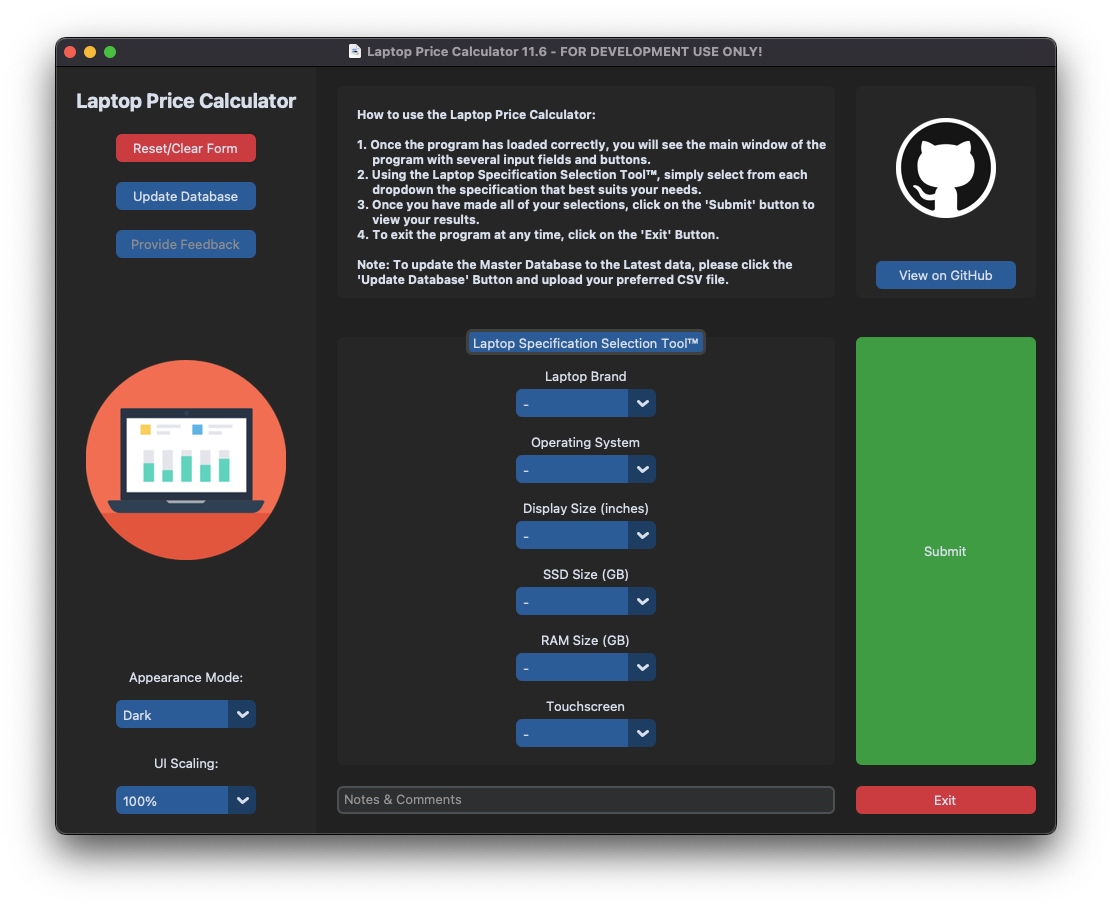 Laptop Price Calculator 11.6 - FOR DEVELOPMENT USE ONLY!
Laptop Price Calculator
Reset/Clear Form
Update Database
Provide Feedback
Appearance Mode:
Dark
UI Scaling:
100%
How to use the Laptop Price Calculator:
1. Once the program has loaded correctly, you will see the main window of the
program with several input fields and buttons.
2. Using the Laptop Specification Selection Tool™, simply select from each
dropdown the specification that best suits your needs.
3. Once you have made all of your selections, click on the 'Submit' button to
view your results.
4. To exit the program at any time, click on the 'Exit' Button.
Note: To update the Master Database to the Latest data, please click the
'Update Database' Button and upload your preferred CSV file.
View on GitHub
Laptop Specification Selection Tool™
Laptop Brand
-
Operating System
-
Display Size (inches)
-
SSD Size (GB)
-
RAM Size (GB)
-
Touchscreen
-
Submit
Notes & Comments
Exit